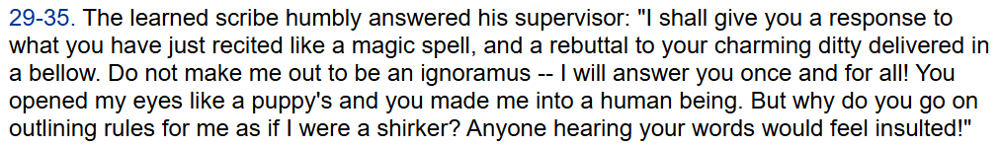 29-35. The learned scribe humbly answered his supervisor: "I shall give you a response to
what you have just recited like a magic spell, and a rebuttal to your charming ditty delivered in
a bellow. Do not make me out to be an ignoramus -- I will answer you once and for all! You
opened my eyes like a puppy's and you made me into a human being. But why do you go on
outlining rules for me as if I were a shirker? Anyone hearing your words would feel insulted!"